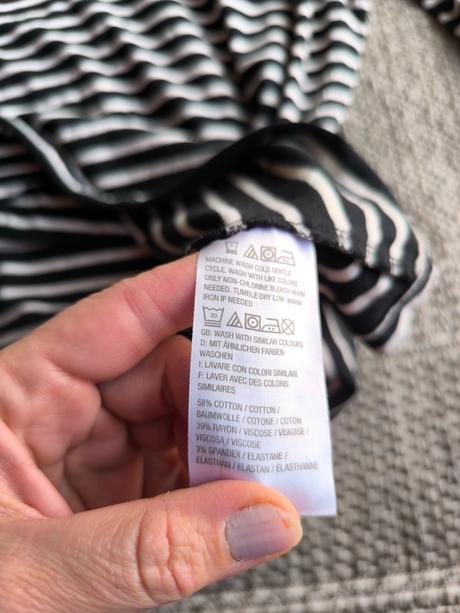 MACHINE WASH COLD GENTLE
CYCLE, WASH WITH LIKE COLORS
ONLY NON-CHLORINE BLEACH WHEN
NEEDED. TUMBLE DRY LOW. WARM
IRON IF NEEDED
30
GB: WASH WITH SIMILAR COLOURS
D: MIT ÄHNLICHEN FARBEN
WASCHEN
I: LAVARE CON COLORI SIMILARI
F: LAVER AVEC DES COLORIS
SIMILAIRES
58% COTTON / COTTON /
BAUMWOLLE / COTONE / COTON
39% RAYON / VISCOSE / VISKOSE /
VISCOSA / VISCOSE
3% SPANDEX / ELASTANE /
ELASTHAN / ELASTAN / ÉLASTHANNE